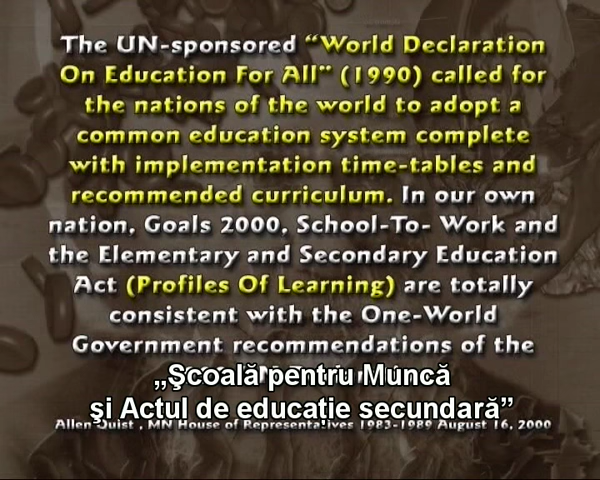 The UN-sponsored “World Declaration
On Education For All” (1990) called for
the nations of the world to adopt a
common education system complete
with implementation time-tables and
recommended curriculum. In our own
nation, Goals 2000, School-To- Work and
the Elementary and Secondary Education
Act (Profiles Of Learning) are totally
consistent with the One-World
Government recommendations of the
„Şcoală pentru Muncă
şi Actul de educaţie secundară”
Allen Quist , MN House of Representatives 1983-1989 August 16, 2000